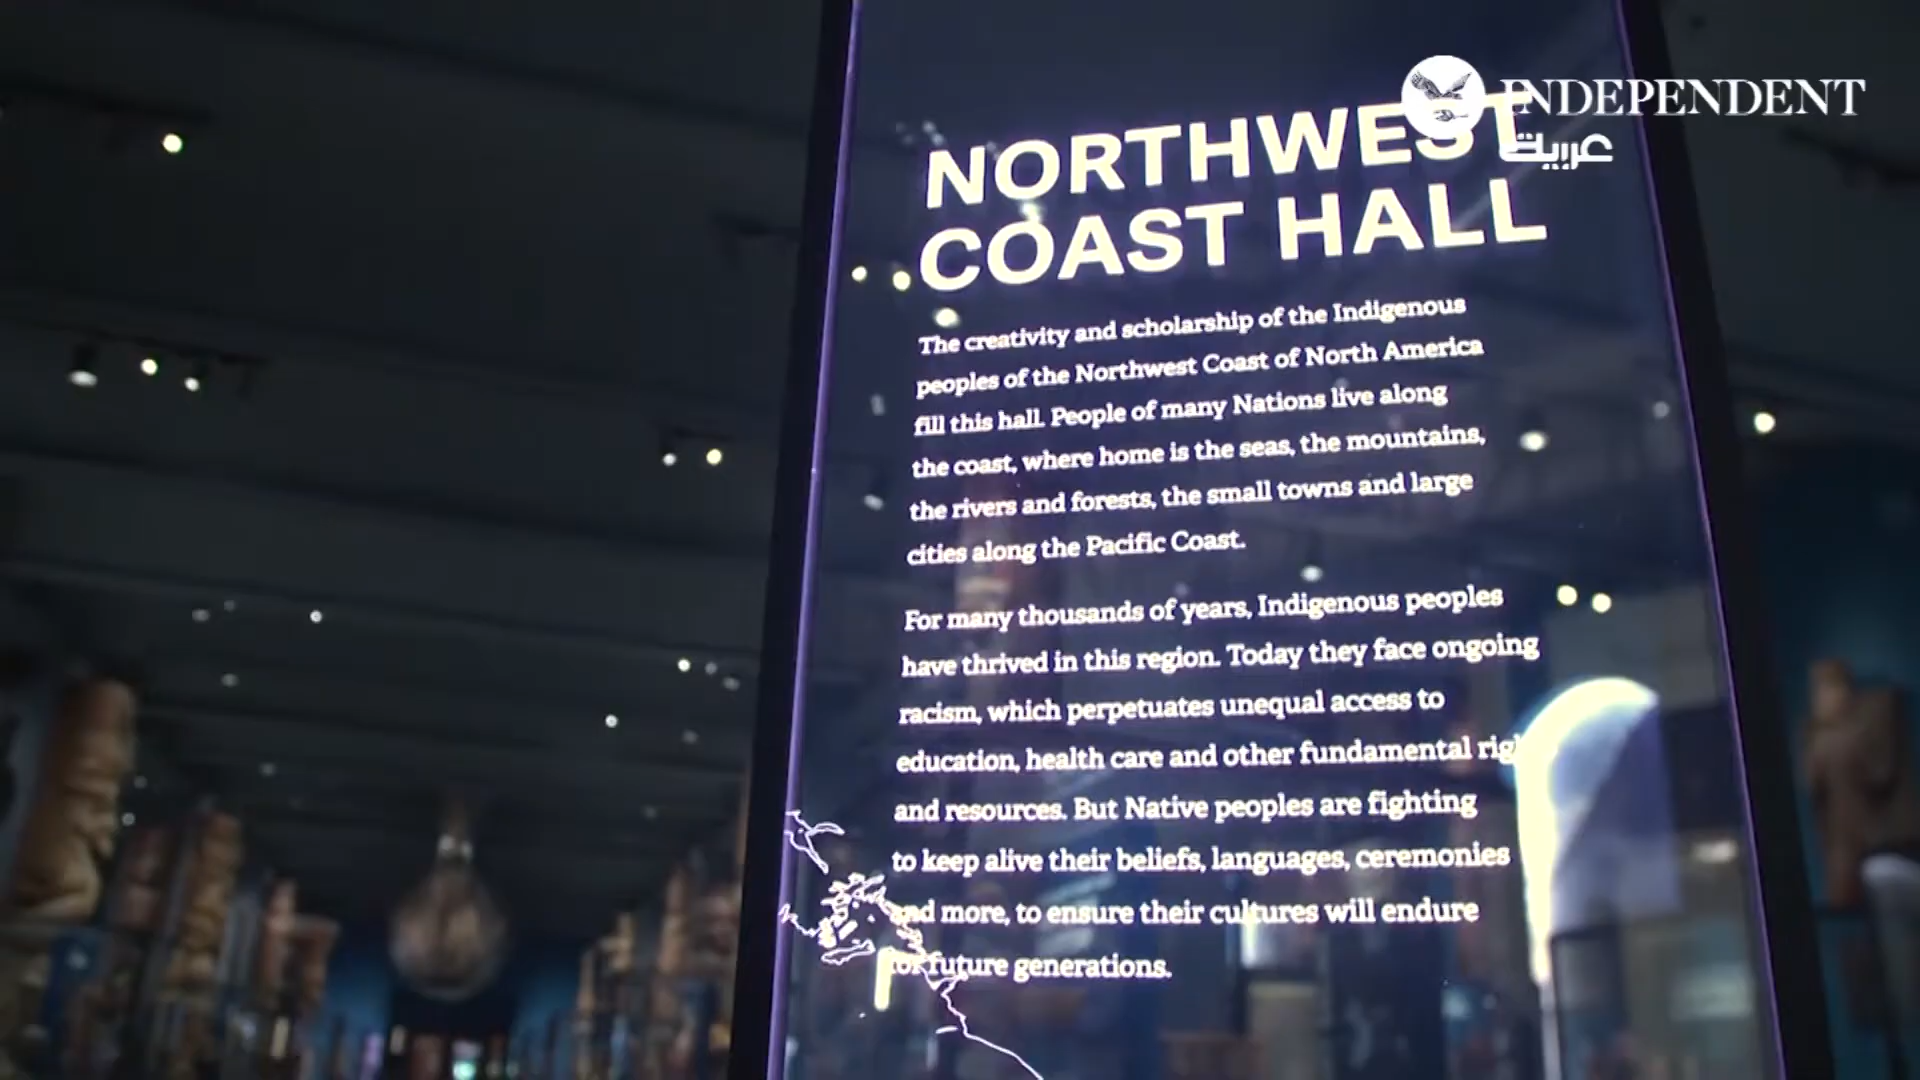 INDEPENDENT
عربية
NORTHWEST
COAST HALL
The creativity and scholarship of the Indigenous
peoples of the Northwest Coast of North America
fill this hall. People of many Nations live along
the coast, where home is the seas, the mountains,
the rivers and forests, the small towns and large
cities along the Pacific Coast.
For many thousands of years, Indigenous peoples
have thrived in this region. Today they face ongoing
racism, which perpetuates unequal access to
education, health care and other fundamental
and resources. But Native peoples are fighting
to keep alive their beliefs, languages, ceremonies
and more, to ensure their cultures will endure
for future generations.